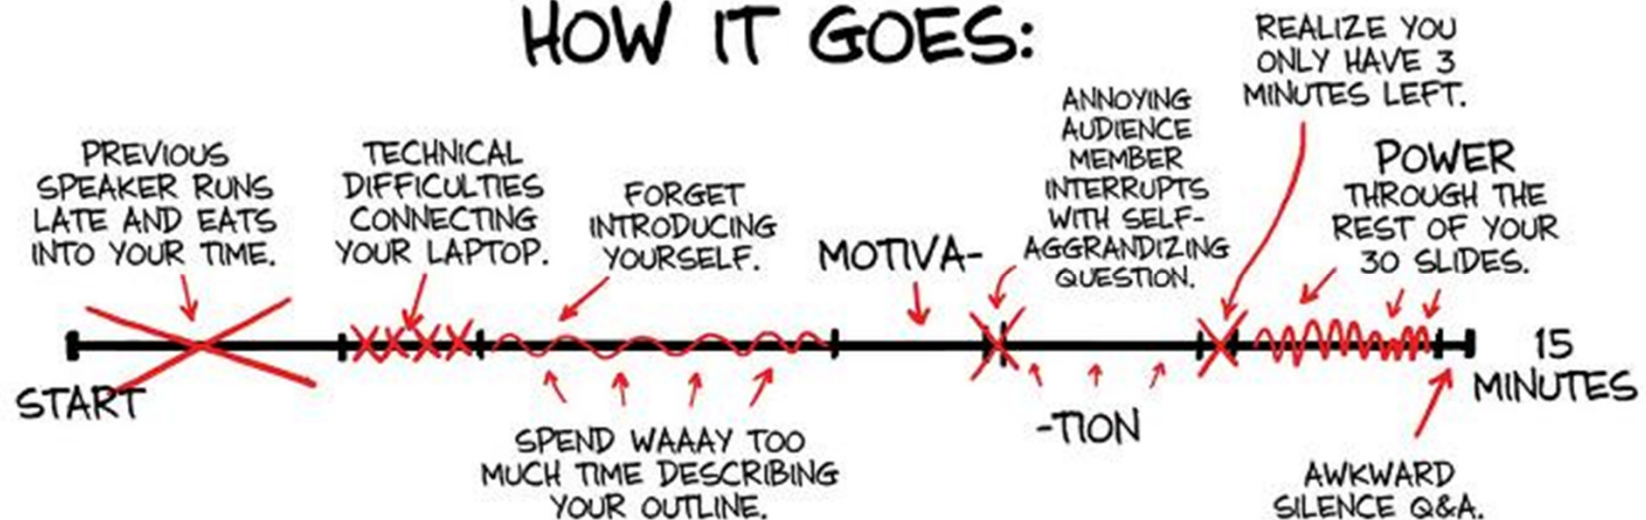 HOW IT GOES:
PREVIOUS
SPEAKER RUNS
LATE AND EATS
INTO YOUR TIME.
TECHNICAL
DIFFICULTIES
CONNECTING
YOUR LAPTOP.
FORGET
INTRODUCING
YOURSELF.
MOTIVA-
ANNOYING
AUDIENCE
MEMBER
INTERRUPTS
WITH SELF-
AGGRANDIZING
QUESTION.
REALIZE YOU
ONLY HAVE 3
MINUTES LEFT.
POWER
THROUGH THE
REST OF YOUR
30 SLIDES.
START
SPEND WAAAY TOO
MUCH TIME DESCRIBING
YOUR OUTLINE.
-TION
15
MINUTES
AWKWARD
SILENCE Q&A.